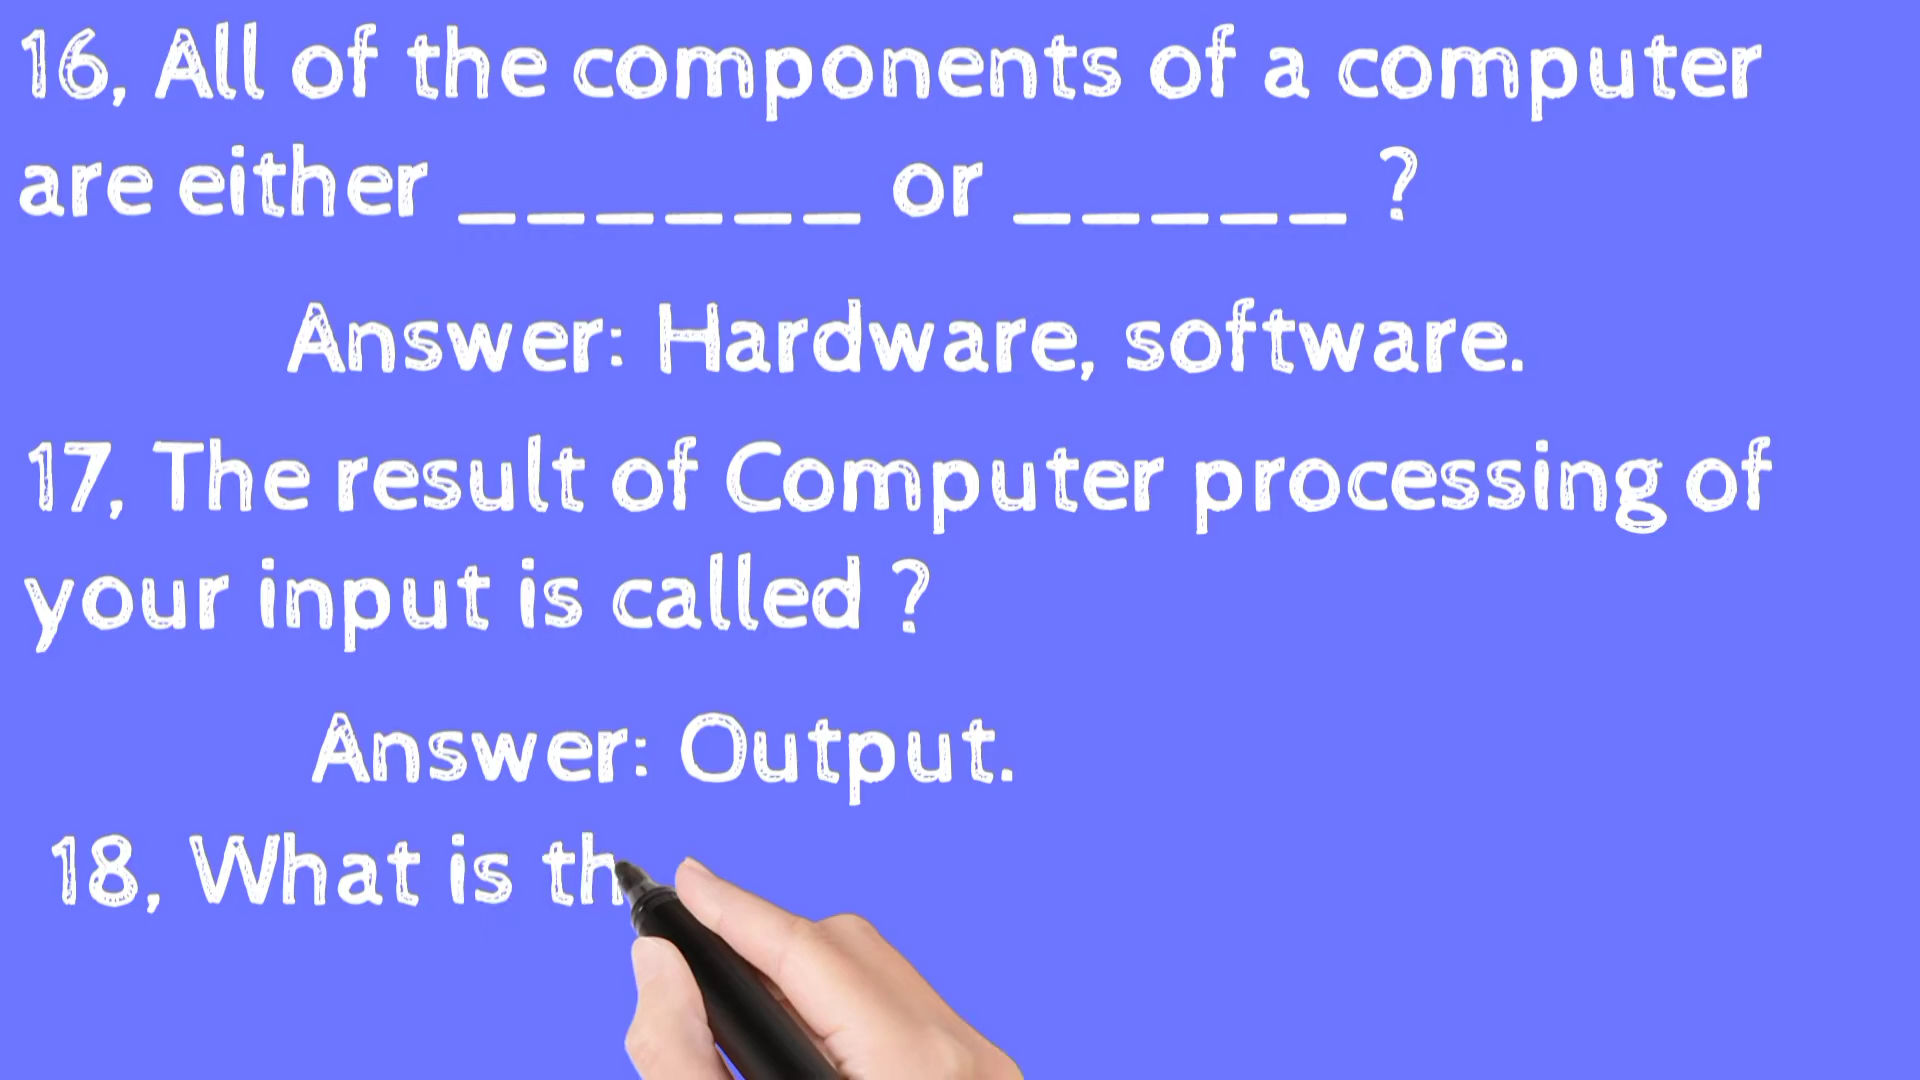 16, All of the components of a computer
are either ______ or _____ ?
Answer: Hardware, software.
17, The result of Computer processing of
your input is called ?
Answer: Output.
18, What is th